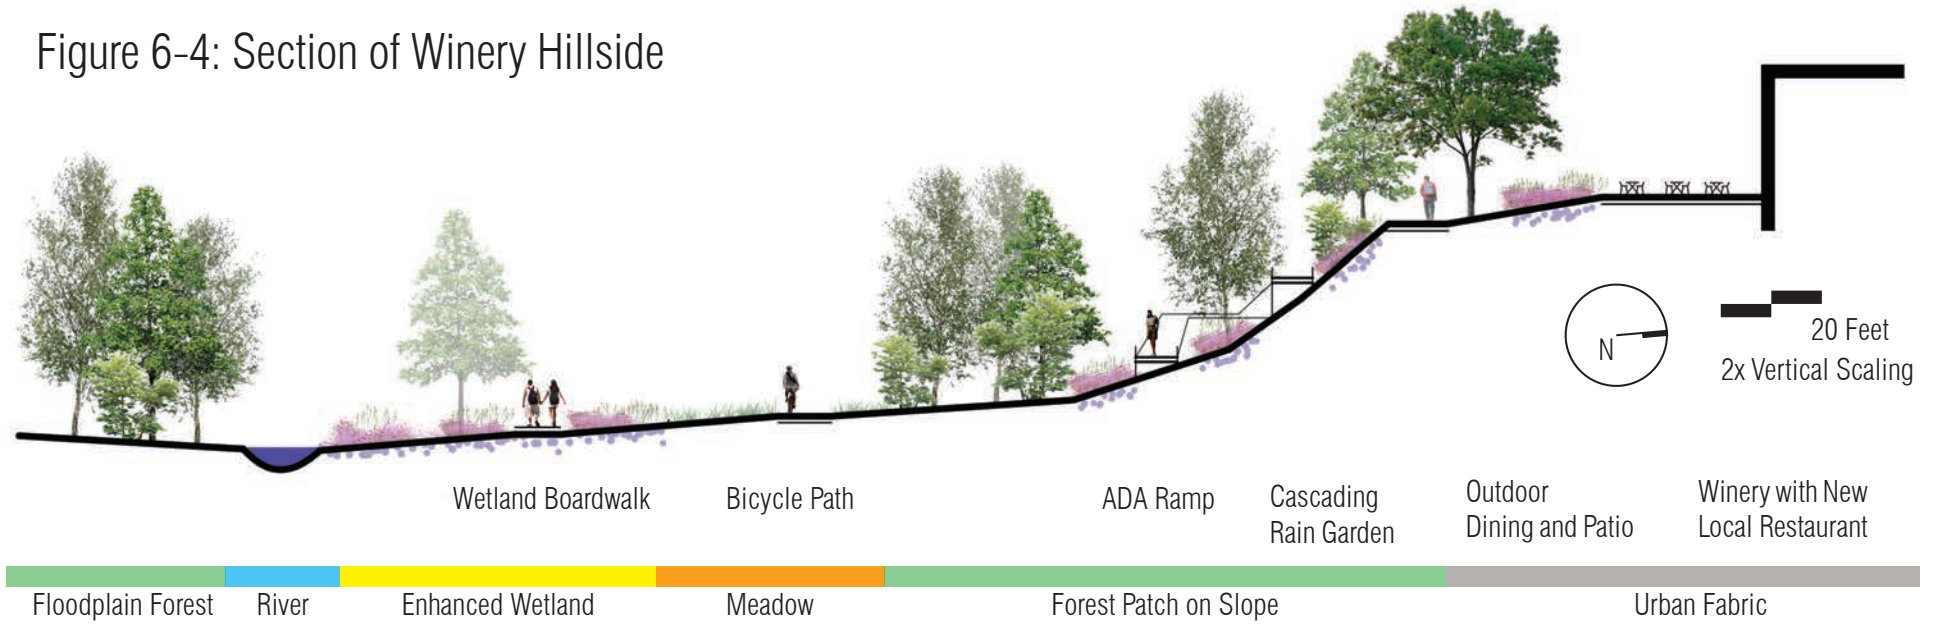 Figure 6-4: Section of Winery Hillside
N
20 Feet
2x Vertical Scaling
Wetland Boardwalk
Bicycle Path
ADA Ramp
Cascading
Rain Garden
Outdoor
Dining and Patio
Winery with New
Local Restaurant
Floodplain Forest
River
Enhanced Wetland
Meadow
Forest Patch on Slope
Urban Fabric